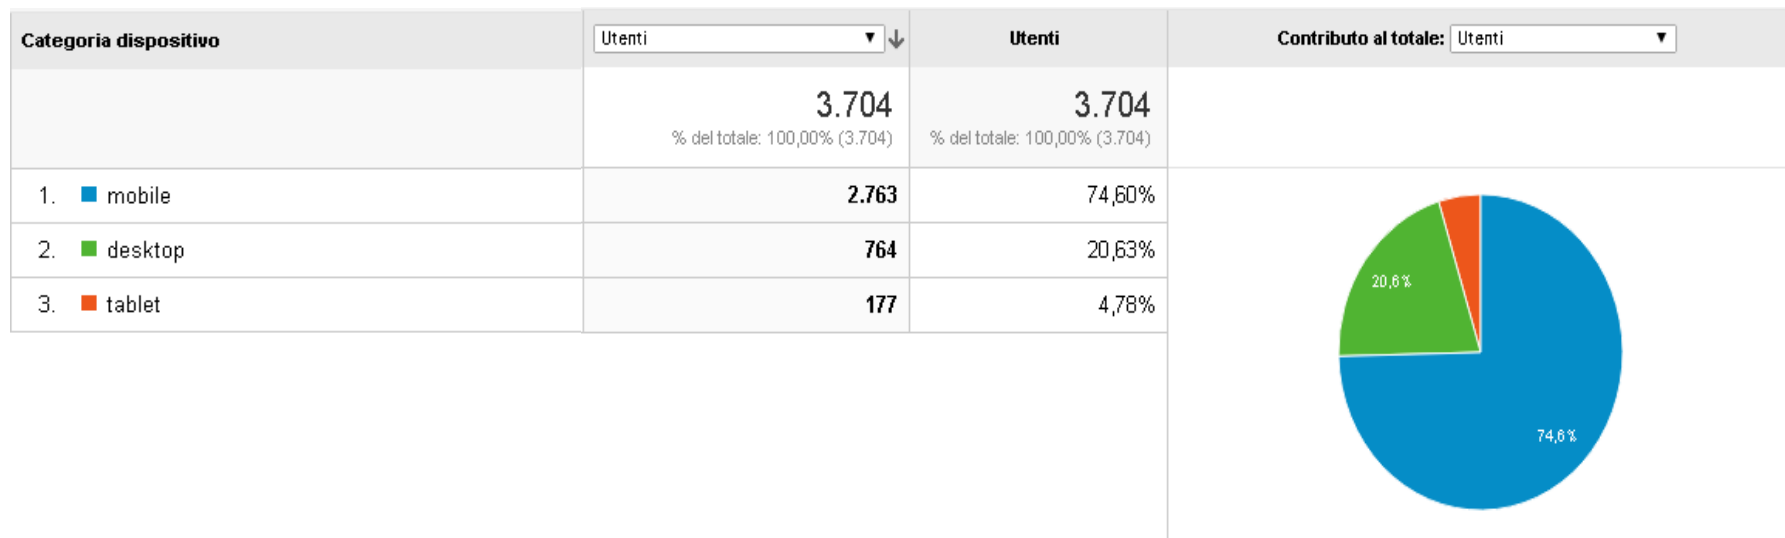 Categoria dispositivo
Utenti
Utenti
Contributo al totale: Utenti
3.704
% del totale: 100,00% (3.704)
3.704
% del totale: 100,00% (3.704)
1. mobile 2.763 74,60%
2. desktop 764 20,63%
3. tablet 177 4,78%
20,6%
74,6%